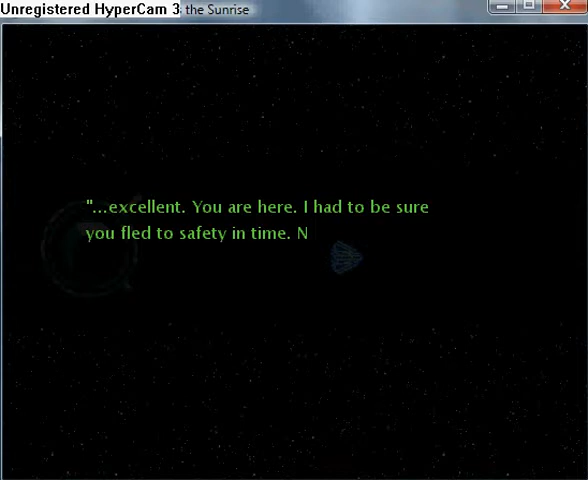 Unregistered HyperCam 3 the Sunrise
"...excellent. You are here. I had to be sure
you fled to safety in time. N